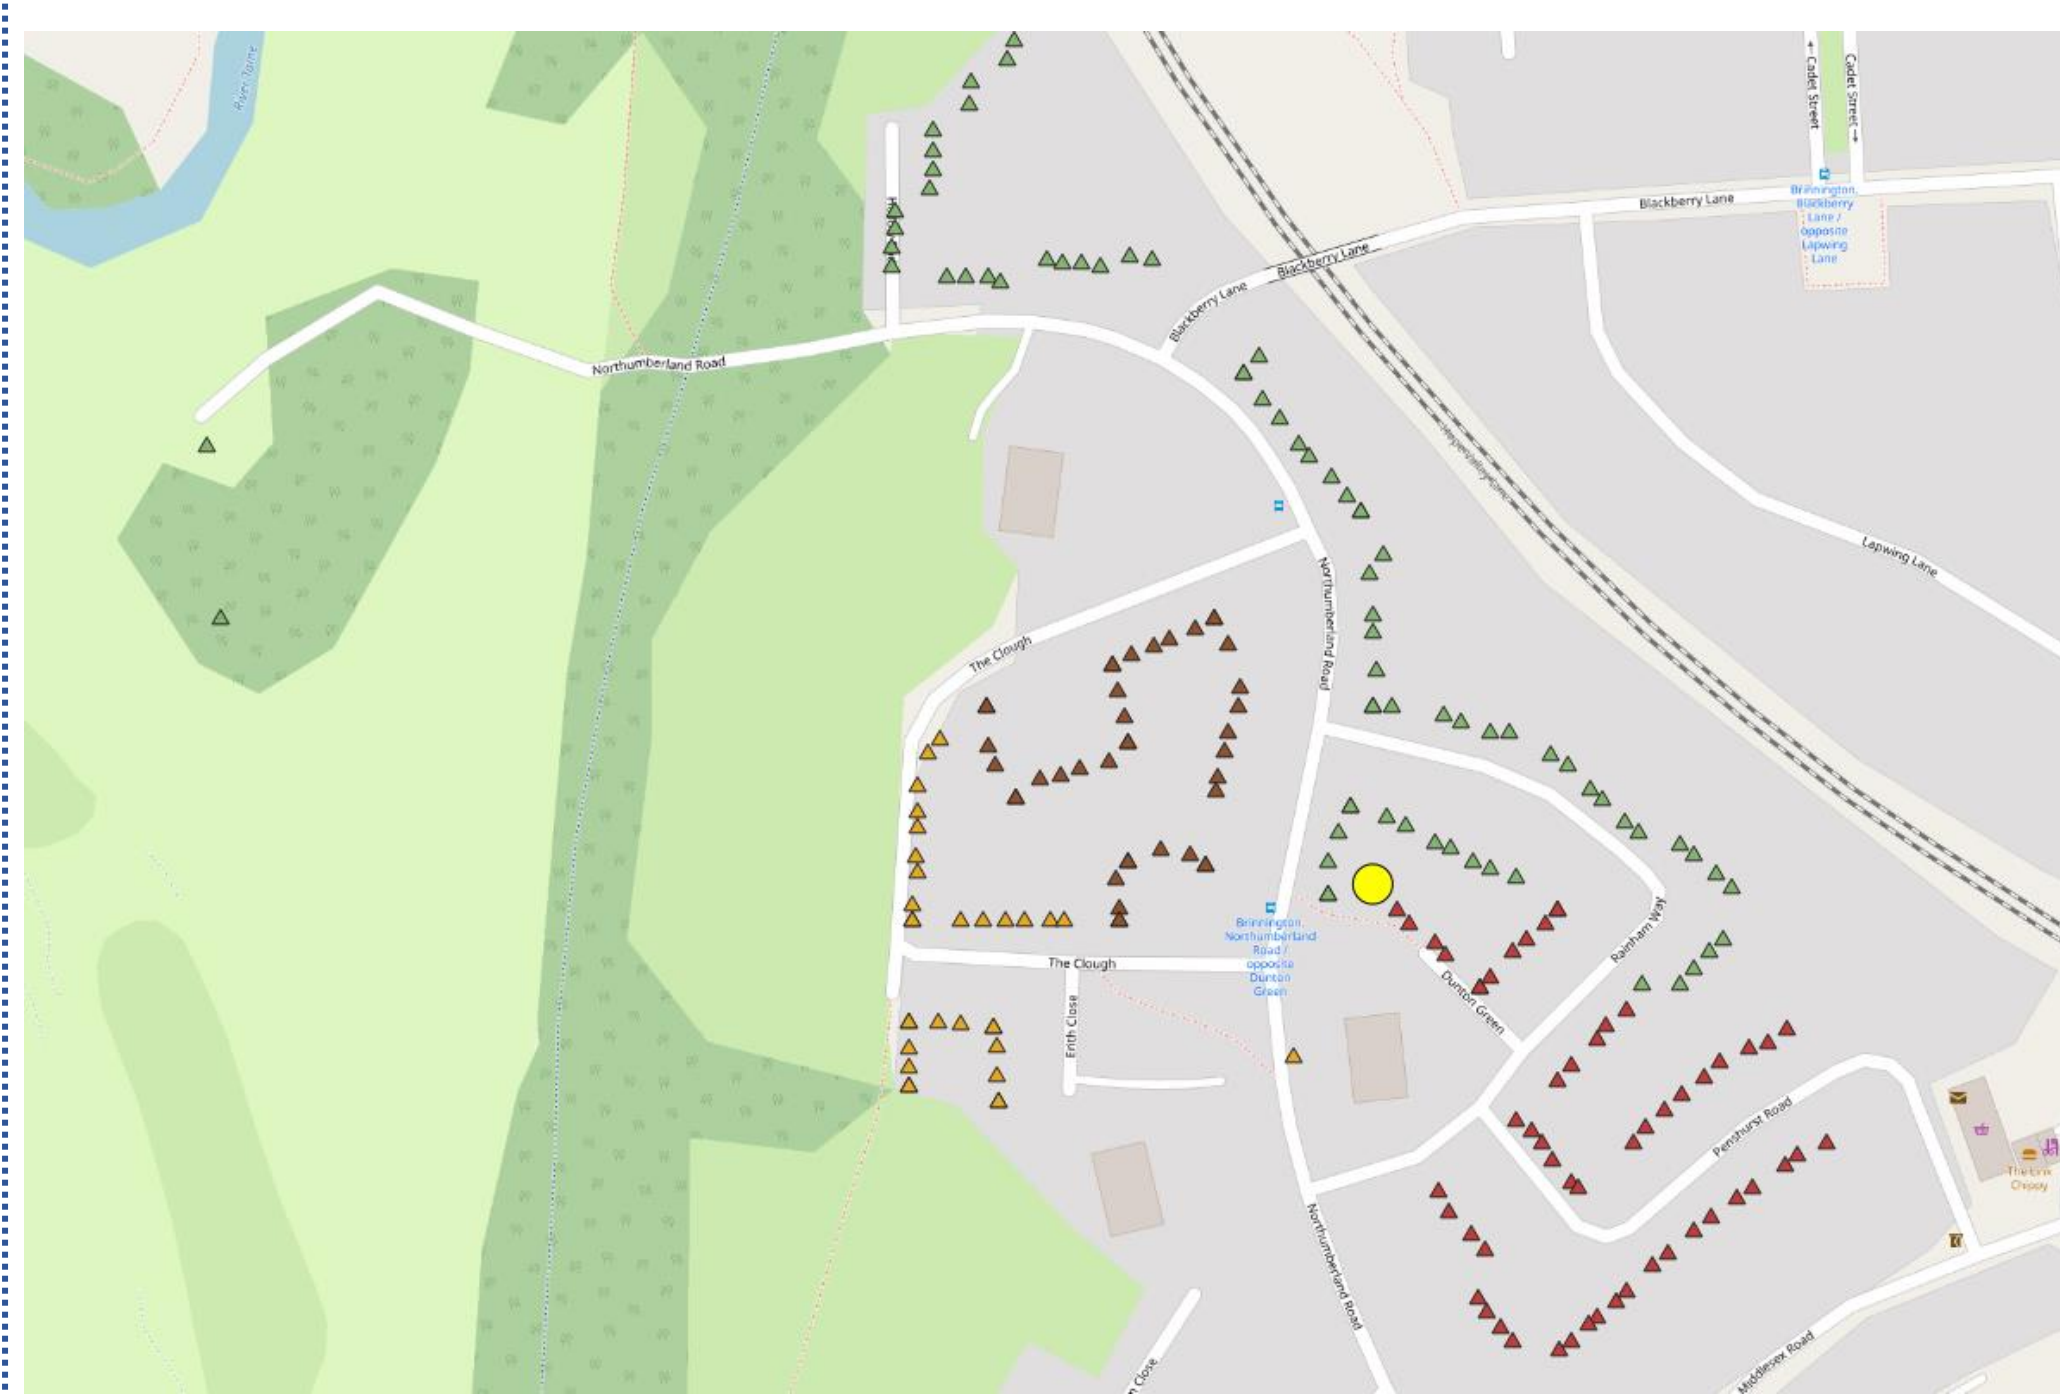 River Tame
← Cadet Street
Cadet Street →
Blackberry Lane
Brinnington,
Blackberry
Lane /
opposite
Lapwing
Lane
Blackberry Lane
Blackberry Lane
Northumberland Road
Lapwing Lane
Northumberland Road
The Clough
Rainham Way
Brinnington,
Northumberland
Road /
opposite
Dunton
Green
The Clough
Dunton Green
Erith Close
Penshurst Road
The Link
Chippy
Northumberland Road
Close
Middlesex Road